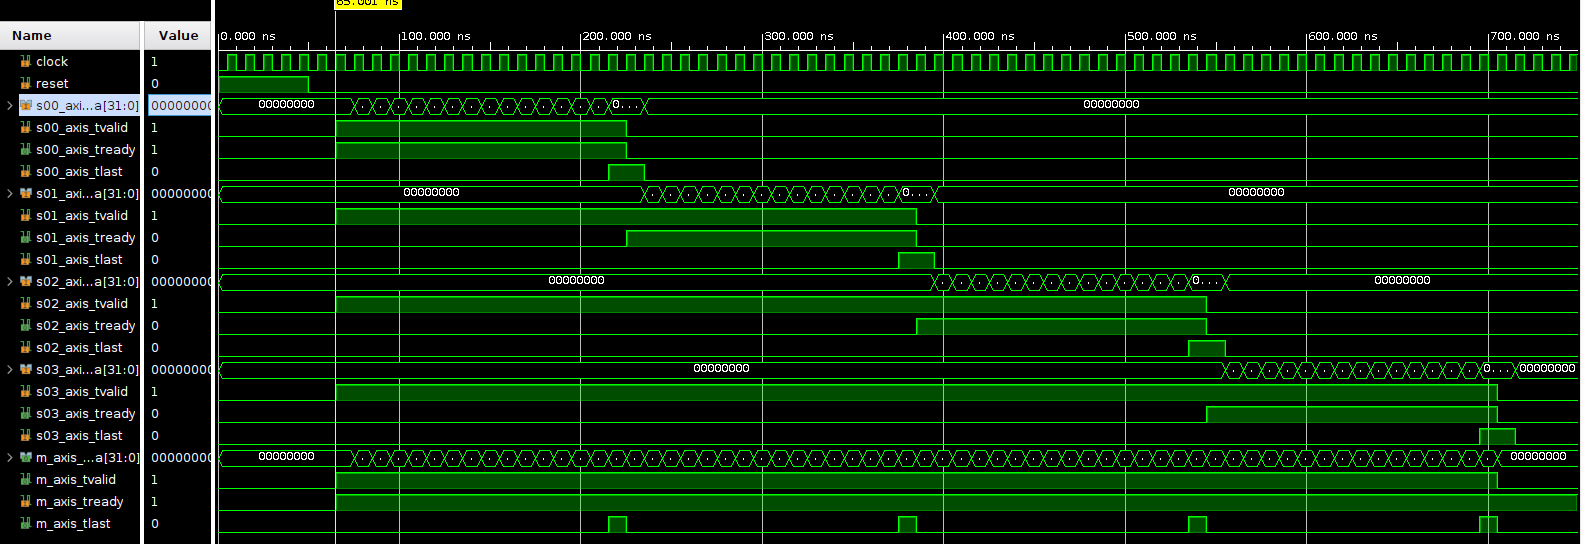 65.001 ns
Name Value 0.000 ns 100.000 ns 200.000 ns 300.000 ns 400.000 ns 500.000 ns 600.000 ns 700.000 ns
clock 1
reset 0
s00_axi...a[31:0] 00000000 00000000 0... 00000000
s00_axis_tvalid 1
s00_axis_tready 1
s00_axis_tlast 0
s01_axi...a[31:0] 00000000 00000000 0... 00000000
s01_axis_tvalid 1
s01_axis_tready 0
s01_axis_tlast 0
s02_axi...a[31:0] 00000000 00000000 0... 00000000
s02_axis_tvalid 1
s02_axis_tready 0
s02_axis_tlast 0
s03_axi...a[31:0] 00000000 00000000 0... 00000000
s03_axis_tvalid 1
s03_axis_tready 0
s03_axis_tlast 0
m_axis_...a[31:0] 00000000 00000000 00000000
m_axis_tvalid 1
m_axis_tready 1
m_axis_tlast 0